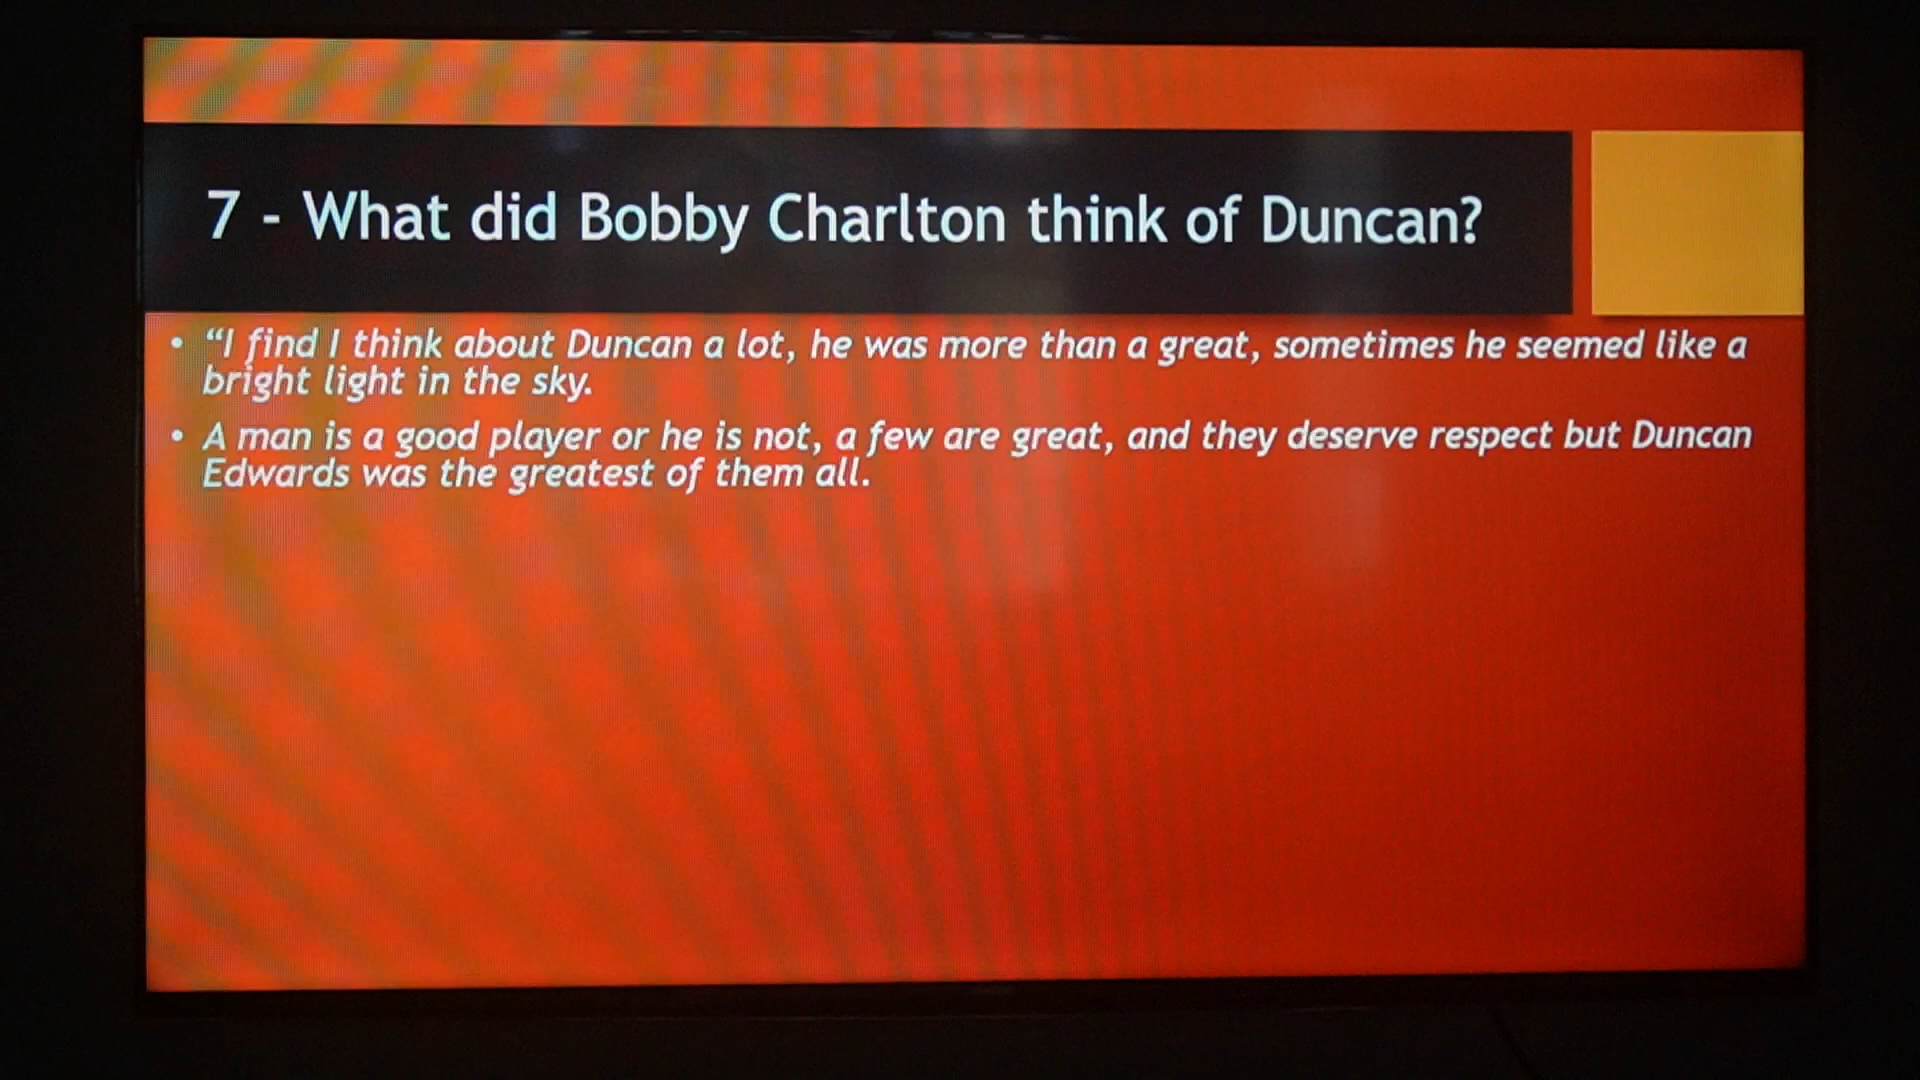 7 - What did Bobby Charlton think of Duncan?
• “I find I think about Duncan a lot, he was more than a great, sometimes he seemed like a
bright light in the sky.
• A man is a good player or he is not, a few are great, and they deserve respect but Duncan
Edwards was the greatest of them all.